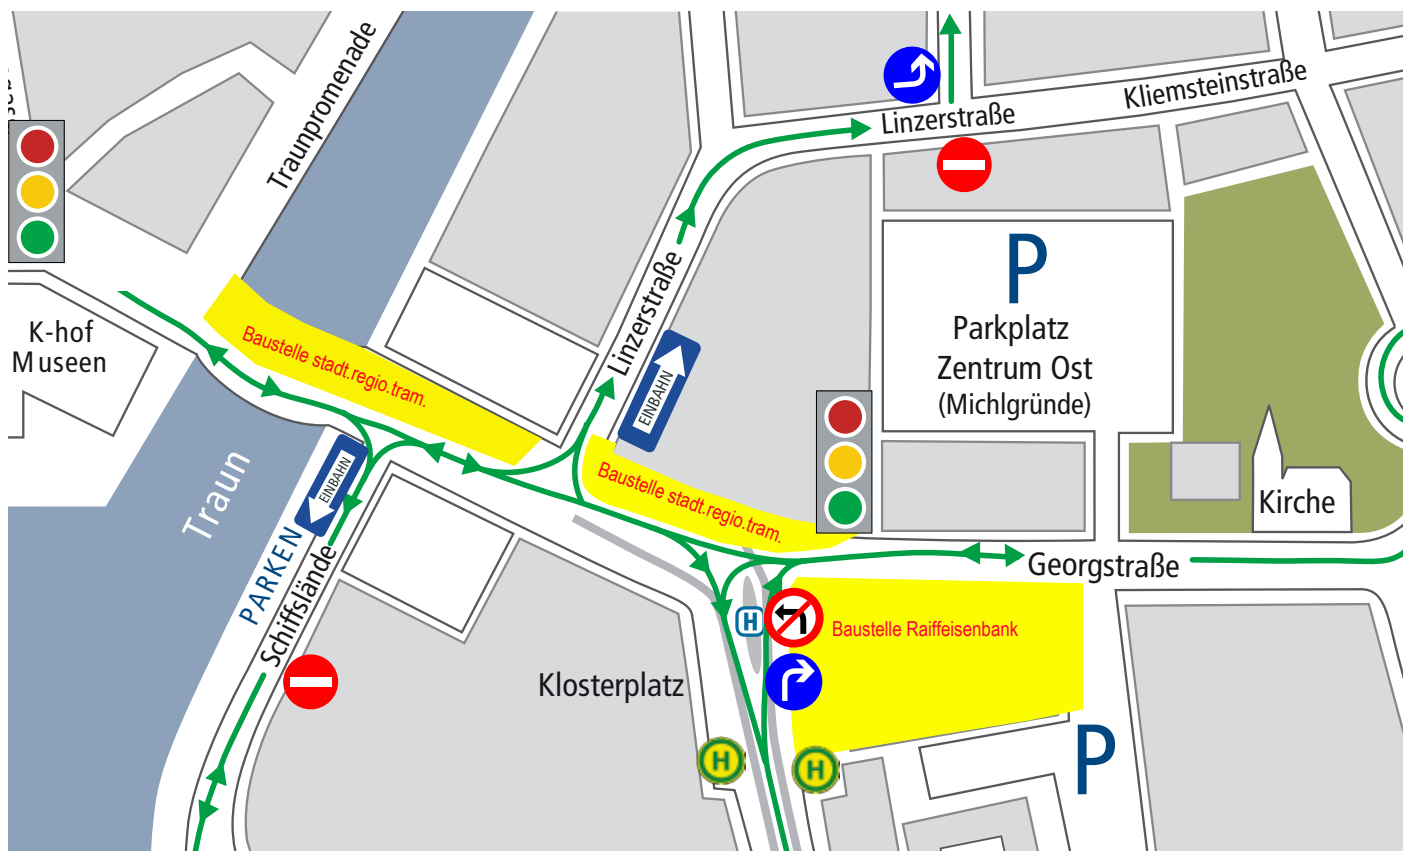 Traunpromenade
Kliemsteinstraße
Linzerstraße
P
Parkplatz
Zentrum Ost
(Michlgründe)
K-hof
Museen
Baustelle stadt.regio.tram.
Linzerstraße
EINBAHN
Baustelle stadt.regio.tram.
EINBAHN
Traun
PARKEN
Schiffslände
Kirche
Georgstraße
H
Baustelle Raiffeisenbank
Klosterplatz
H
H
P